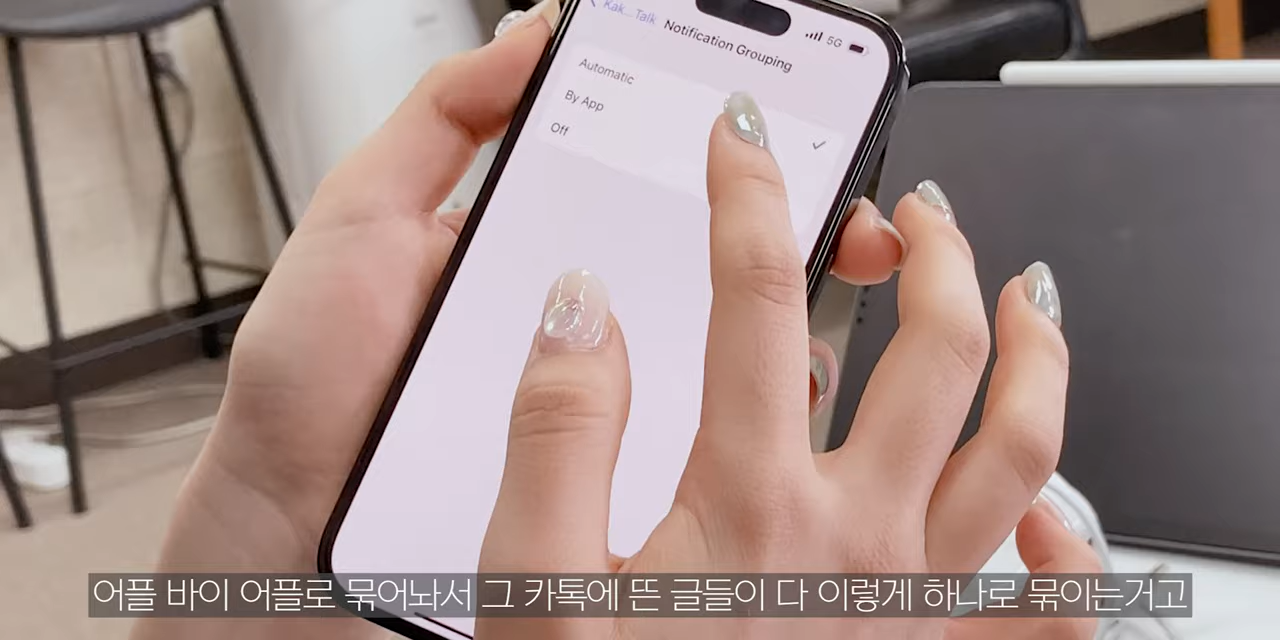 Kak...Talk
5G
Notification Grouping
Automatic
By App
Off
어플 바이 어플로 묶어놔서 그 카톡에 뜬 글들이 다 이렇게 하나로 묶이는거고